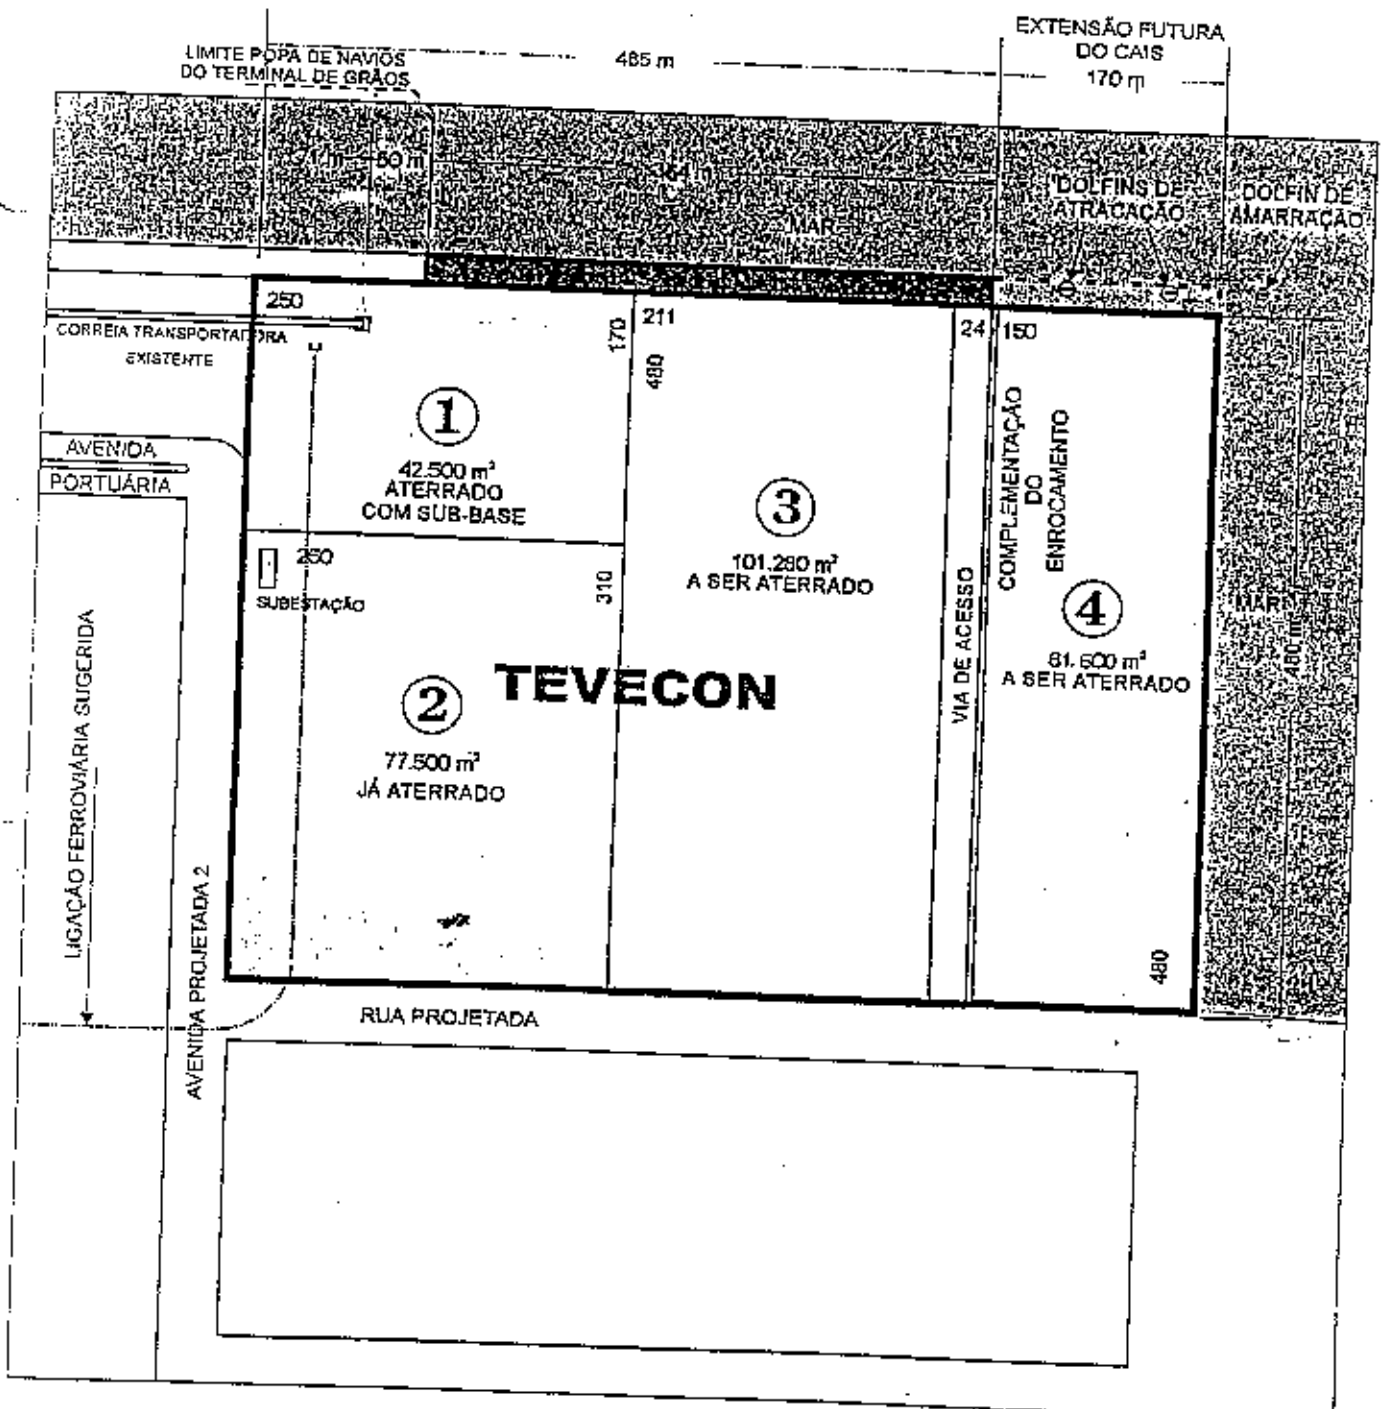 EXTENSÃO FUTURA
DO CAIS
170 m
485 m
LIMITE POPA DE NAVIOS
DO TERMINAL DE GRÃOS
50 m
MAR
DOLFINS DE
ATRACAÇÃO
DOLFIN DE
AMARRAÇÃO
250
CORREIA TRANSPORTADORA
EXISTENTE
170
211
480
24
150
AVENIDA
PORTUÁRIA
1
42.500 m²
ATERRADO
COM SUB-BASE
3
101.280 m²
A SER ATERRADO
COMPLEMENTAÇÃO
DO
ENROCAMENTO
250
SUBESTAÇÃO
310
VIA DE ACESSO
4
81.600 m²
A SER ATERRADO
MAR
480 m
TEVECON
2
77.500 m²
JÁ ATERRADO
LIGAÇÃO FERROVIÁRIA SUGERIDA
AVENIDA PROJETADA 2
480
RUA PROJETADA